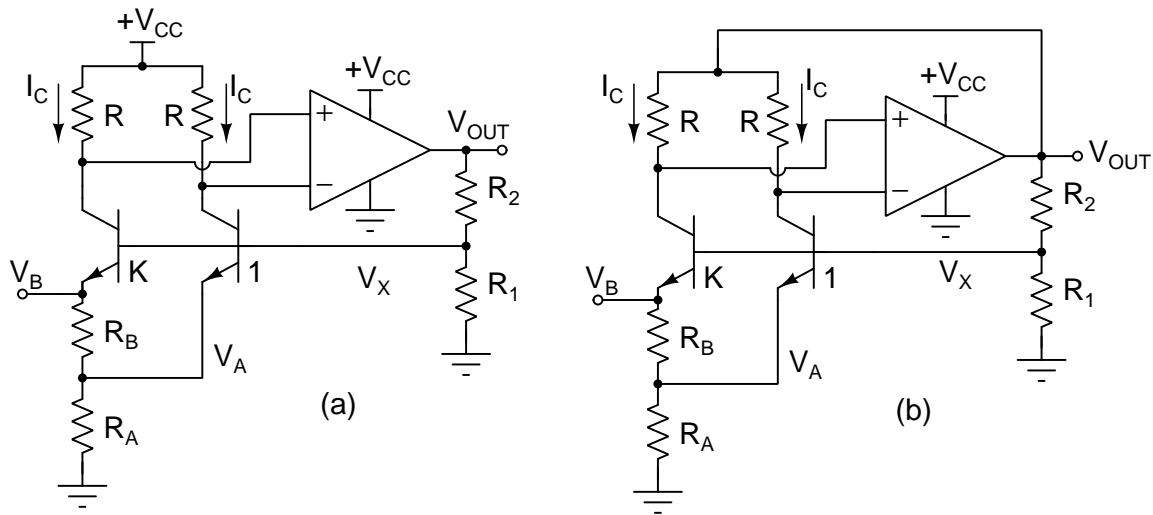 +VCC
IC
R
R
IC
+VCC
+
−
VOUT
R2
VB
K
1
VX
R1
RB
VA
RA
(a)
IC
R
R
IC
+VCC
+
−
VOUT
R2
VB
K
1
VX
R1
RB
VA
RA
(b)